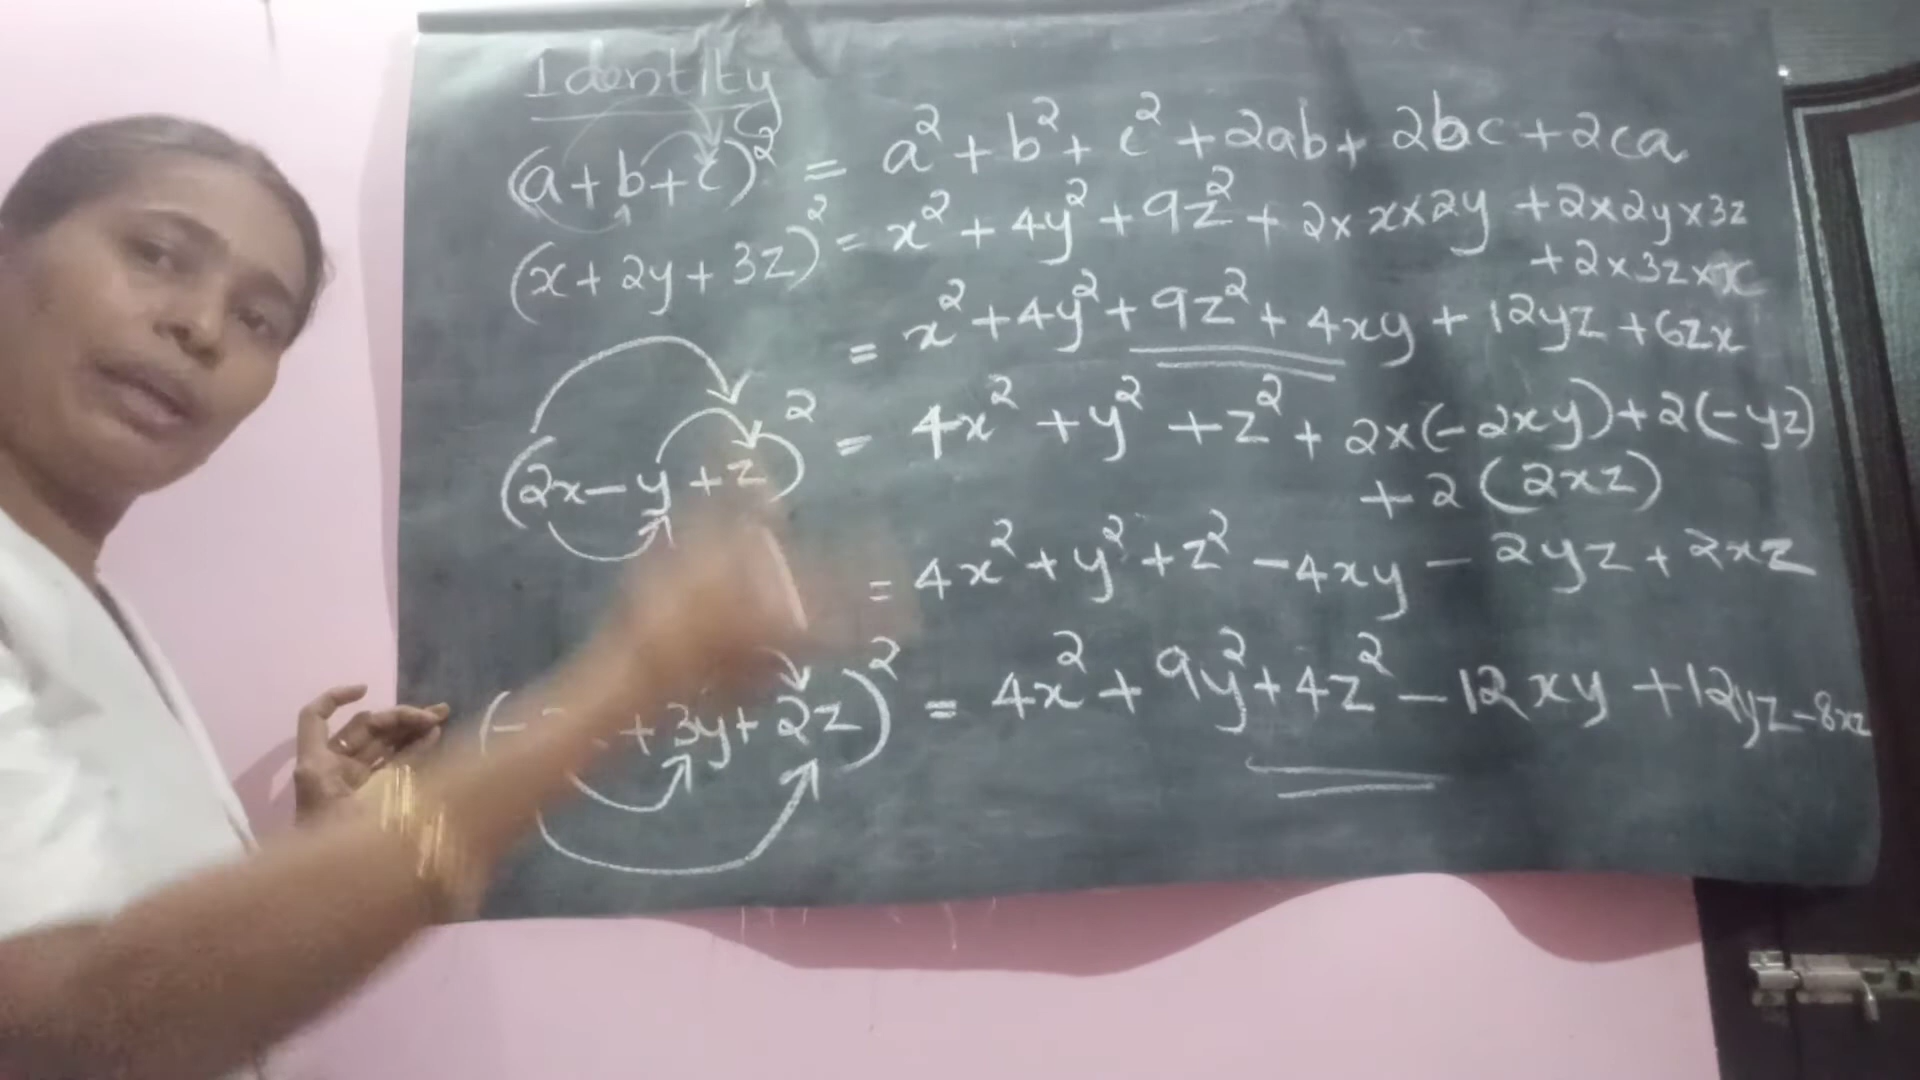 Identity
(a+b+c)² = a² + b² + c² + 2ab + 2bc + 2ca
(x+2y+3z)² = x² + 4y² + 9z² + 2×x×2y + 2×2y×3z
+ 2×3z×x
= x² + 4y² + 9z² + 4xy + 12yz + 6zx
(2x-y+z)² = 4x² + y² + z² + 2×(-2xy) + 2(-yz)
+ 2(2xz)
= 4x² + y² + z² - 4xy - 2yz + 2xz
(- +3y+2z)² = 4x² + 9y² + 4z² - 12xy + 12yz - 8xz